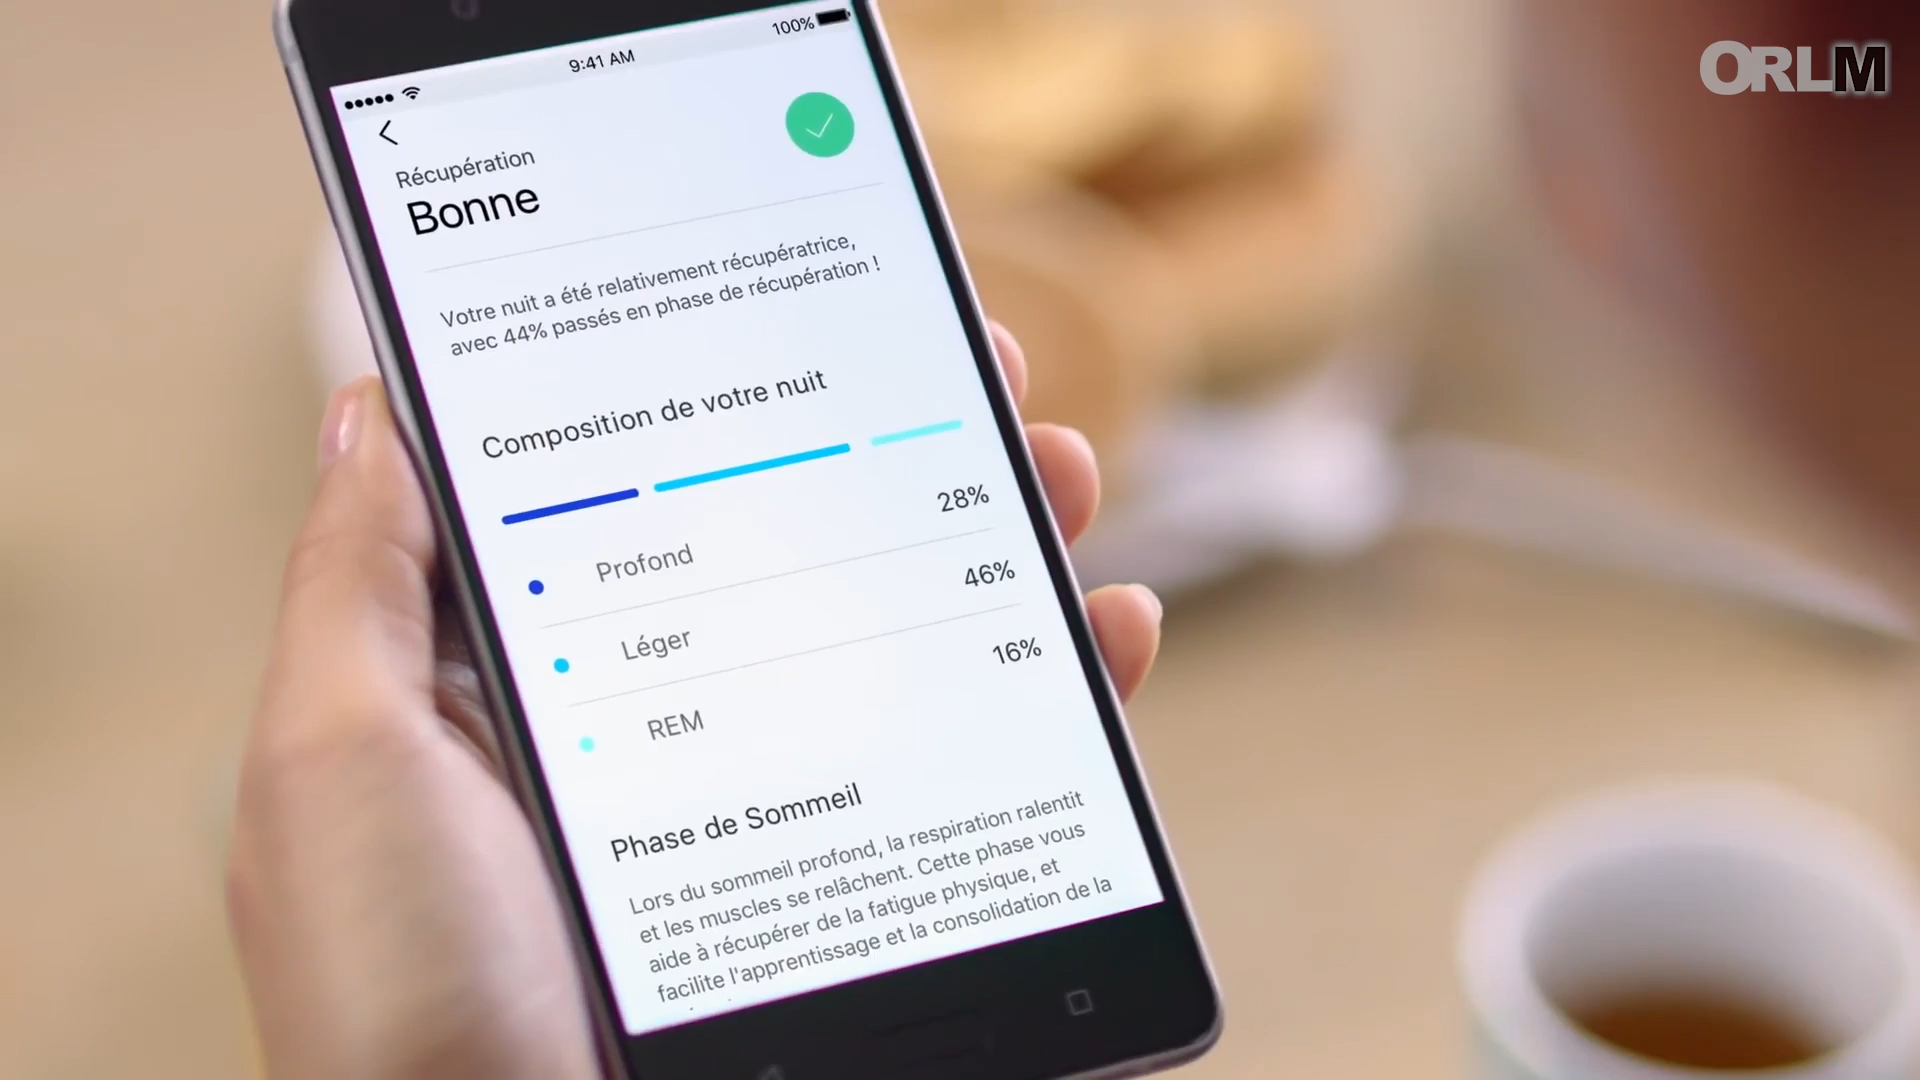 ORLM
100%
9:41 AM
Récupération
Bonne
Votre nuit a été relativement récupératrice,
avec 44% passés en phase de récupération !
Composition de votre nuit
Profond 28%
Léger 46%
REM 16%
Phase de Sommeil
Lors du sommeil profond, la respiration ralentit
et les muscles se relâchent. Cette phase vous
aide à récupérer de la fatigue physique, et
facilite l'apprentissage et la consolidation de la